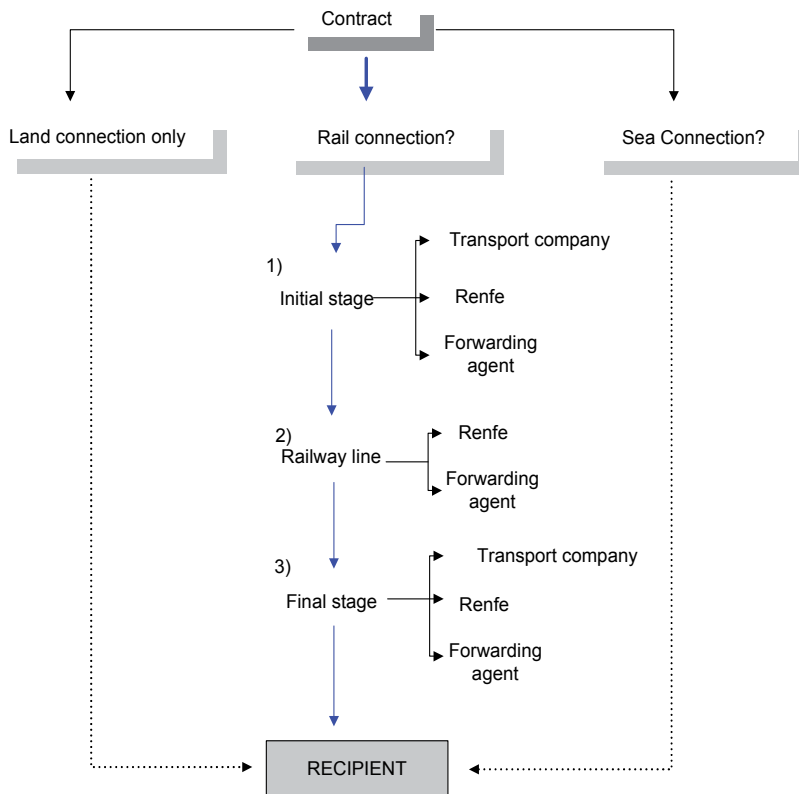 Contract
Land connection only
Rail connection?
Sea Connection?
1)
Initial stage
Transport company
Renfe
Forwarding
agent
2)
Railway line
Renfe
Forwarding
agent
3)
Final stage
Transport company
Renfe
Forwarding
agent
RECIPIENT